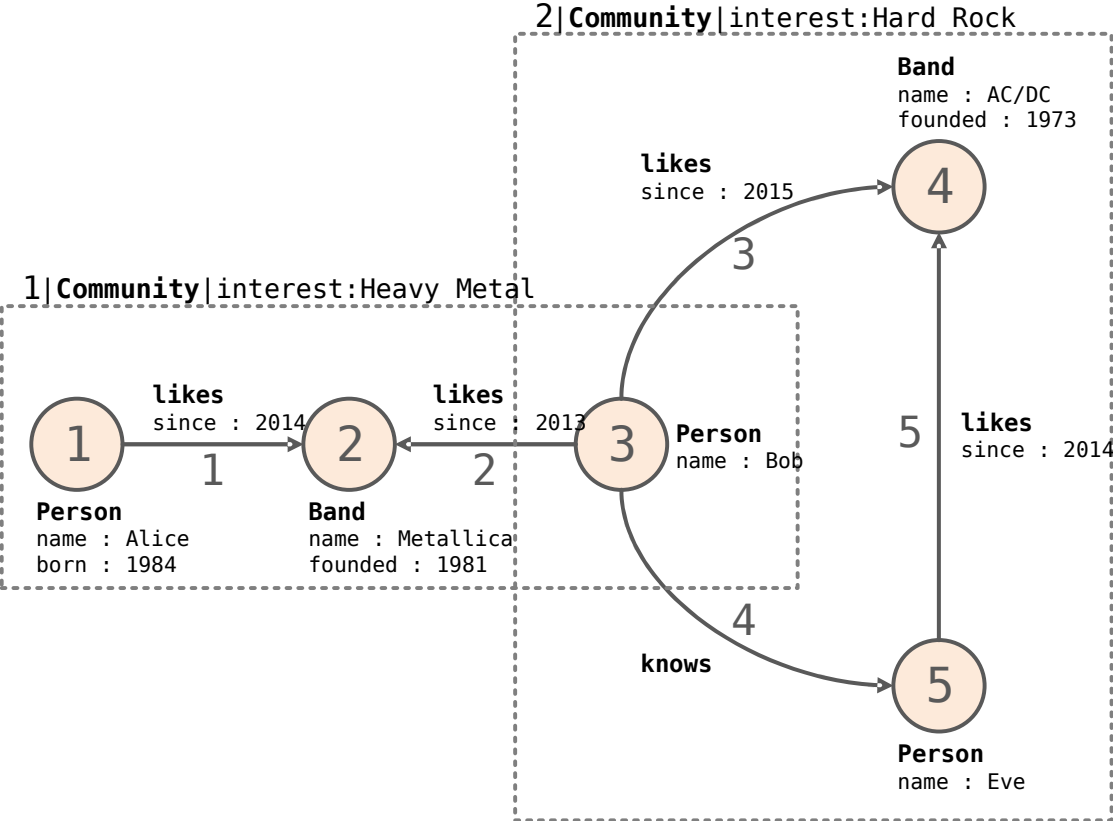 2|Community|interest:Hard Rock
Band
name : AC/DC
founded : 1973
likes
since : 2015
4
3
1|Community|interest:Heavy Metal
likes
since : 2014
likes
since : 2013
1
2
3
1
2
Person
name : Bob
5
likes
since : 2014
Person
name : Alice
born : 1984
Band
name : Metallica
founded : 1981
4
knows
5
Person
name : Eve